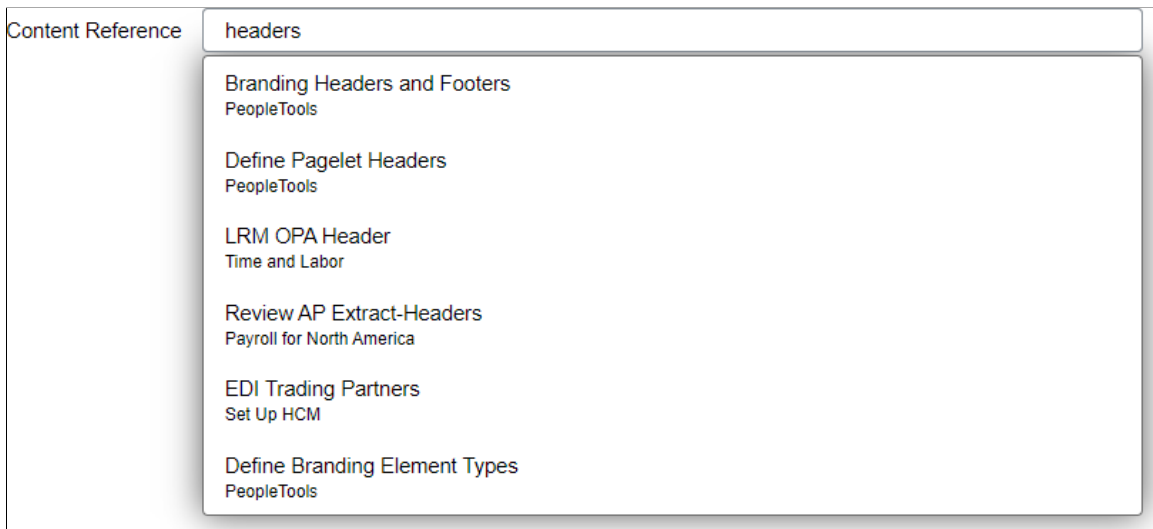 Content Reference headers
Branding Headers and Footers
PeopleTools
Define Pagelet Headers
PeopleTools
LRM OPA Header
Time and Labor
Review AP Extract-Headers
Payroll for North America
EDI Trading Partners
Set Up HCM
Define Branding Element Types
PeopleTools